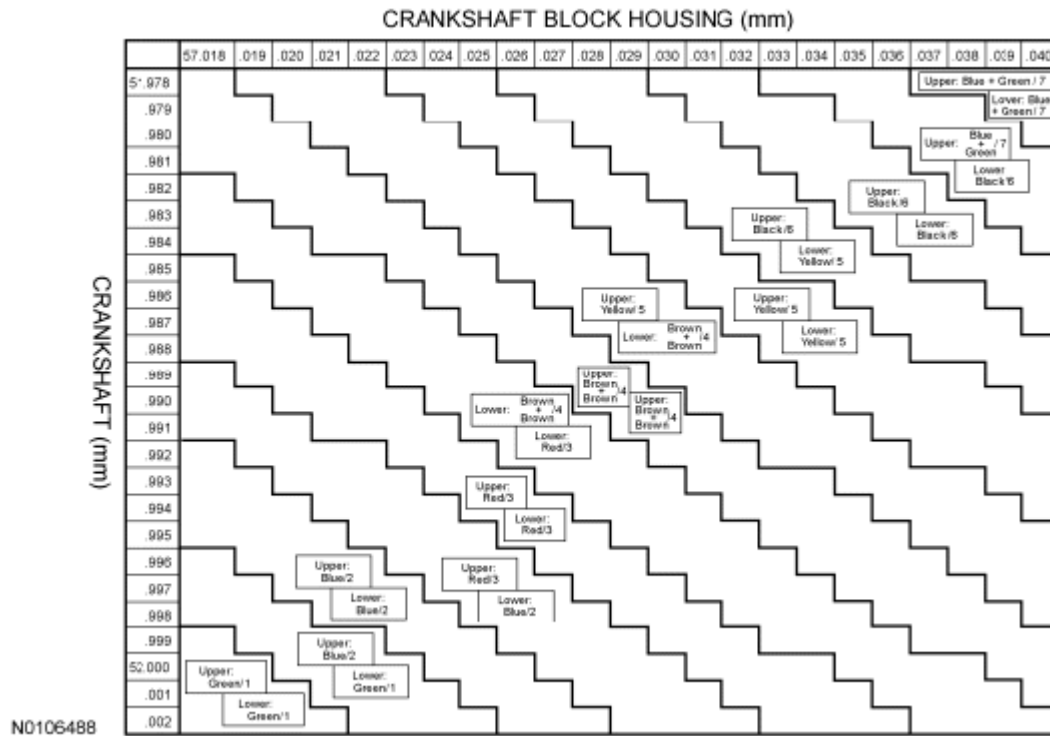 CRANKSHAFT BLOCK HOUSING (mm)
57.018 .019 .020 .021 .022 .023 .024 .025 .026 .027 .028 .029 .030 .031 .032 .033 .034 .035 .036 .037 .038 .039 .040
CRANKSHAFT (mm)
.978
.979
.980
.981
.982
.983
.984
.985
.986
.987
.988
.989
.990
.991
.992
.993
.994
.995
.996
.997
.998
.999
52.000
.001
.002
Upper: Blue + Green / 7
Lower: Blue
+ Green / 7
Upper: Blue + Green / 7
Lower
Black/6
Upper:
Black/6
Lower:
Black/6
Upper:
Black/6
Lower:
Yellow/5
Upper:
Yellow/5
Lower: Brown + Brown /4
Upper:
Yellow/5
Lower:
Yellow/5
Upper:
Brown + Brown /4
Upper:
Brown + Brown /4
Lower: Brown + Brown /4
Lower:
Red/3
Upper:
Red/3
Lower:
Red/3
Upper:
Blue/2
Lower:
Blue/2
Upper:
Red/3
Lower:
Blue/2
Upper:
Blue/2
Lower:
Green/1
Upper:
Green/1
Lower:
Green/1
N0106488